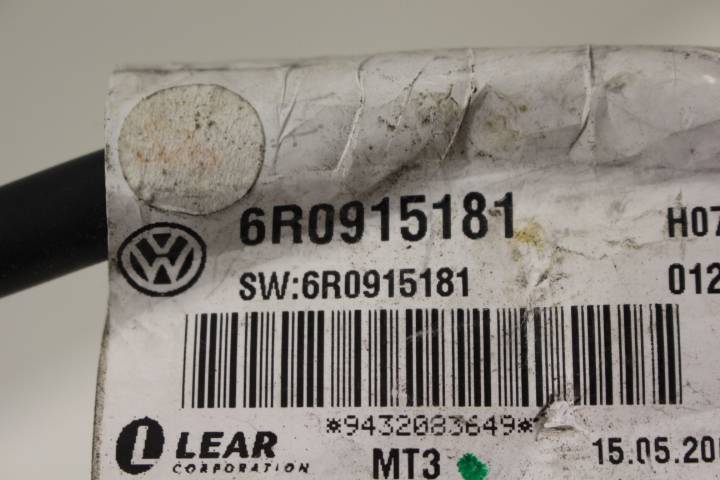 6R0915181 H07
SW:6R0915181 012
*9432083649*
LEAR
CORPORATION
MT3 15.05.20